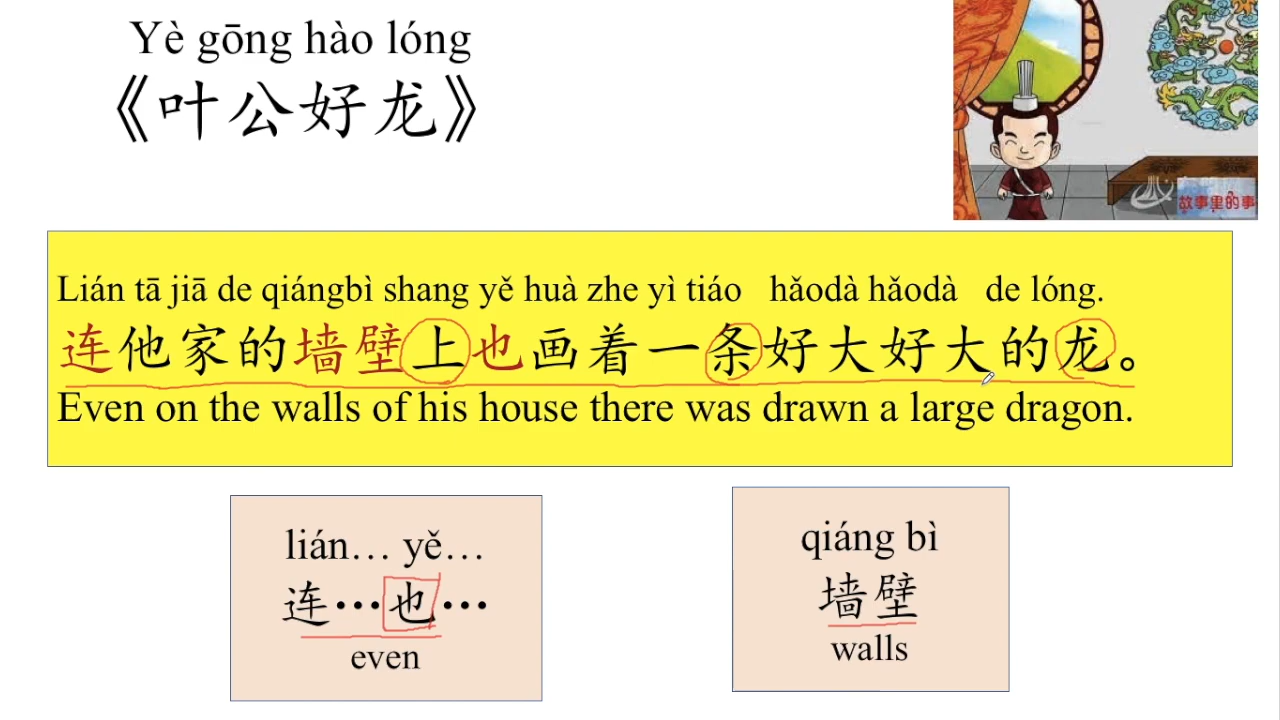 Yè gōng hào lóng
《叶公好龙》
故事里的事
Lián tā jiā de qiángbì shang yě huà zhe yì tiáo hǎodà hǎodà de lóng.
连他家的墙壁上也画着一条好大好大的龙。
Even on the walls of his house there was drawn a large dragon.
lián… yě…
连…也…
even
qiáng bì
墙壁
walls